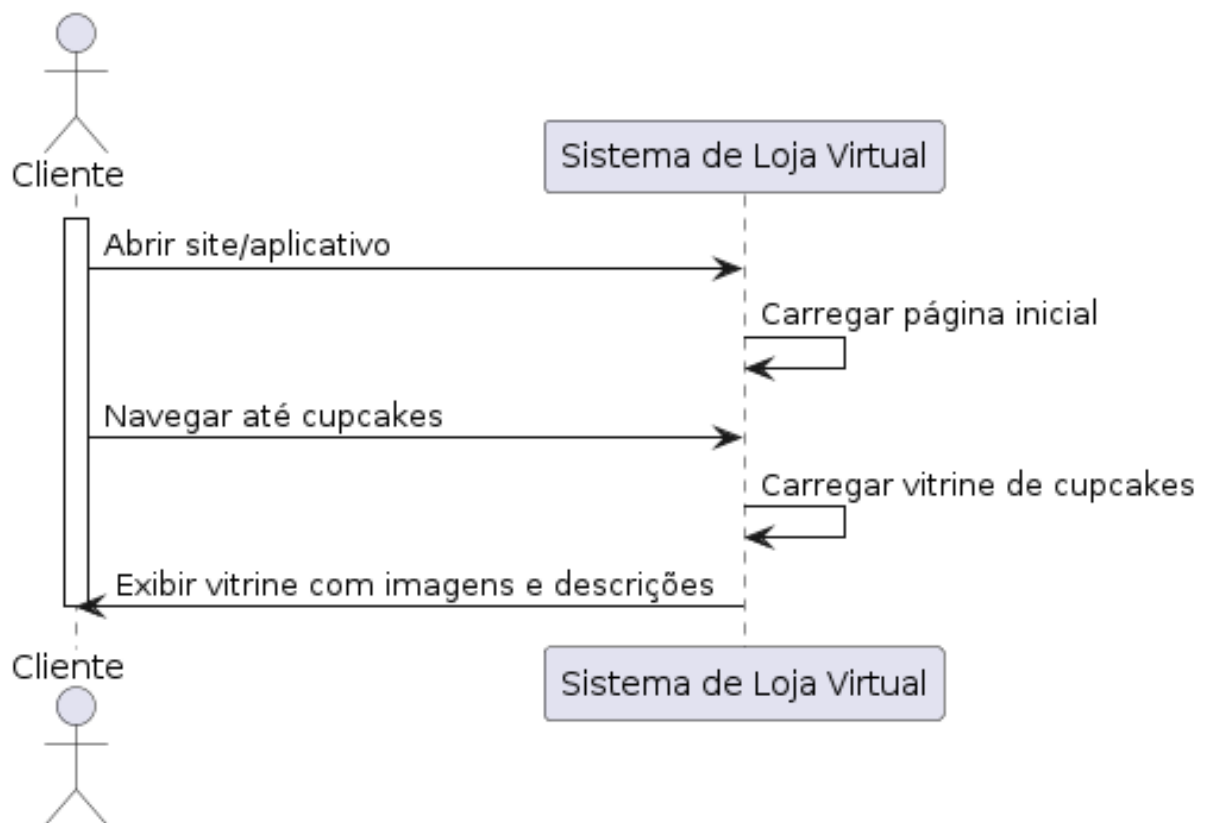 Cliente
Sistema de Loja Virtual
Abrir site/aplicativo
Carregar página inicial
Navegar até cupcakes
Carregar vitrine de cupcakes
Exibir vitrine com imagens e descrições
Cliente
Sistema de Loja Virtual